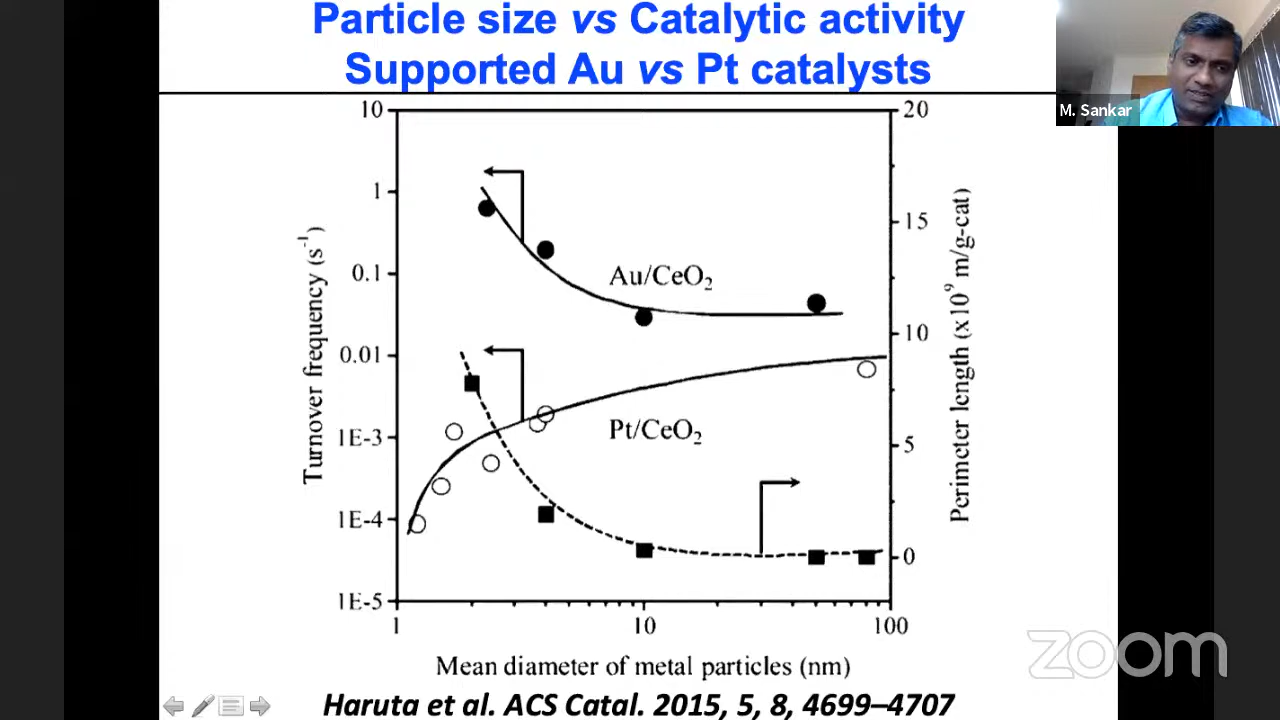 Particle size vs Catalytic activity
Supported Au vs Pt catalysts
M. Sankar
10
1
0.1
0.01
1E-3
1E-4
1E-5
Turnover frequency (s⁻¹)
Au/CeO₂
Pt/CeO₂
20
15
10
5
0
Perimeter length (x10⁹ m/g-cat)
1
10
100
Mean diameter of metal particles (nm)
zoom
Haruta et al. ACS Catal. 2015, 5, 8, 4699–4707